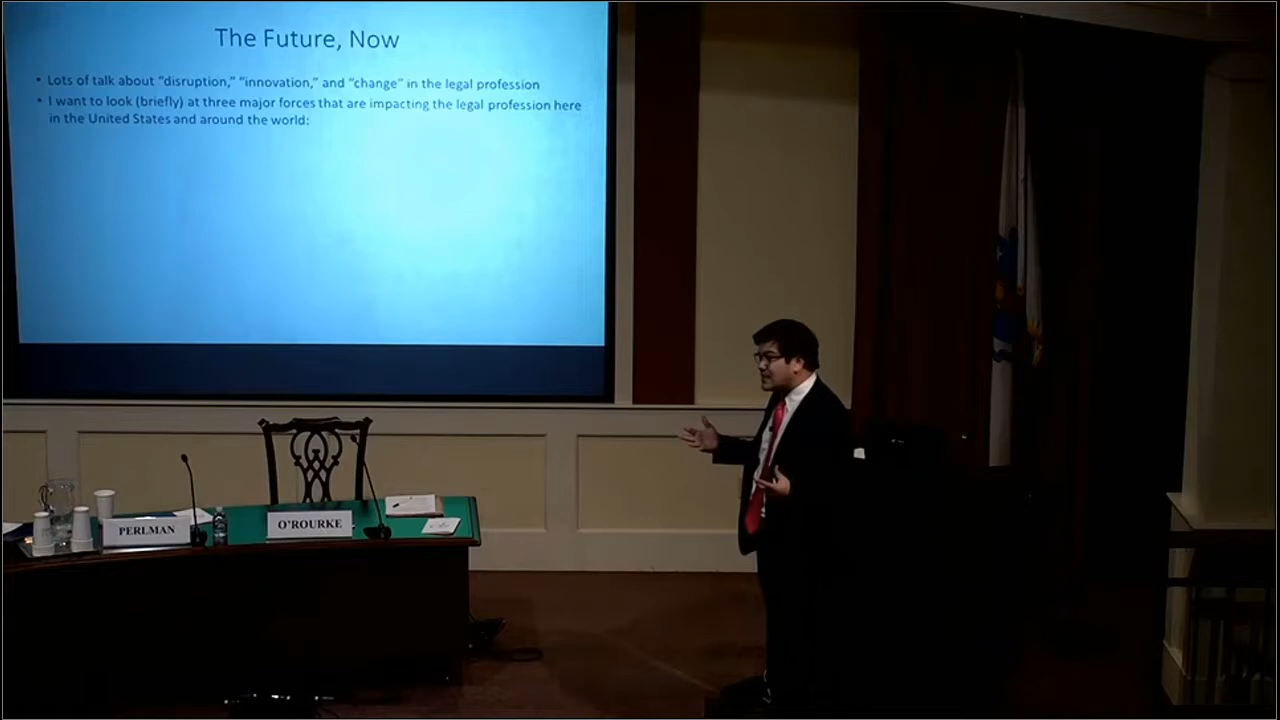 The Future, Now
• Lots of talk about “disruption,” “innovation,” and “change” in the legal profession
• I want to look (briefly) at three major forces that are impacting the legal profession here
in the United States and around the world:
PERLMAN
O'ROURKE